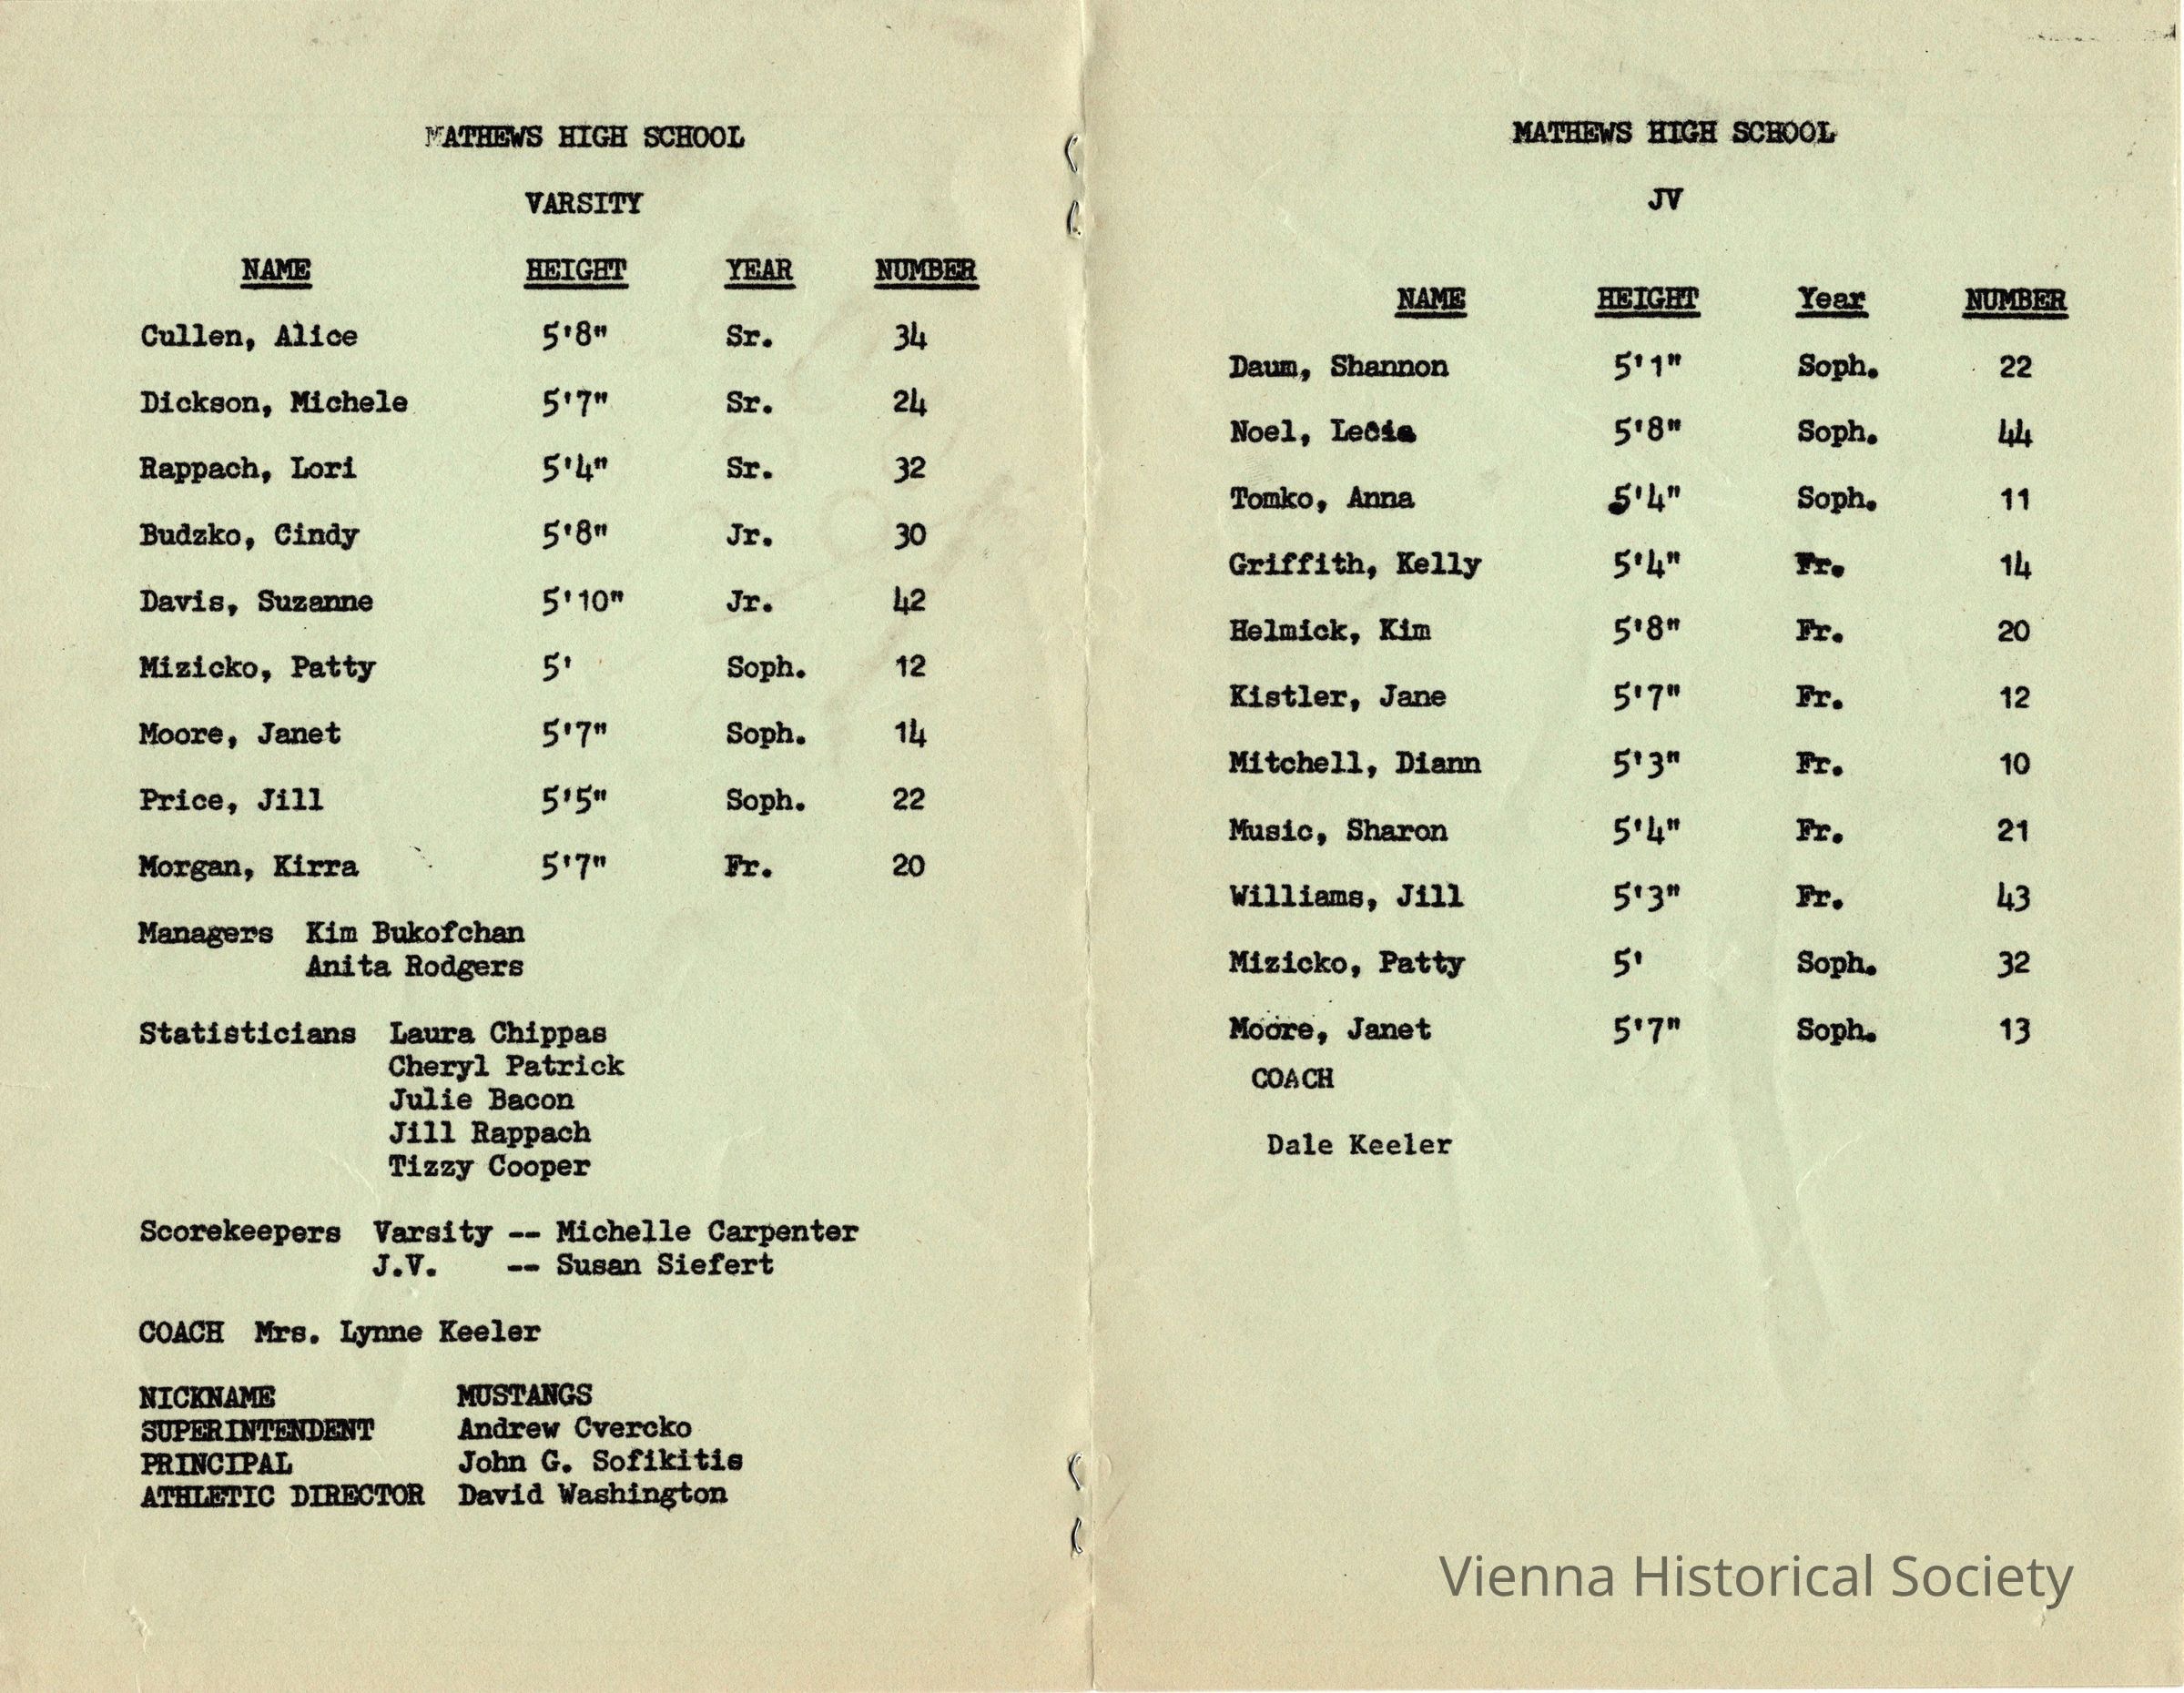 MATHEWS HIGH SCHOOL
VARSITY
NAME HEIGHT YEAR NUMBER
Cullen, Alice 5'8" Sr. 34
Dickson, Michele 5'7" Sr. 24
Rappach, Lori 5'4" Sr. 32
Budzko, Cindy 5'8" Jr. 30
Davis, Suzanne 5'10" Jr. 42
Mizicko, Patty 5' Soph. 12
Moore, Janet 5'7" Soph. 14
Price, Jill 5'5" Soph. 22
Morgan, Kirra 5'7" Fr. 20
Managers Kim Bukofchan
Anita Rodgers
Statisticians Laura Chippas
Cheryl Patrick
Julie Bacon
Jill Rappach
Tizzy Cooper
Scorekeepers Varsity -- Michelle Carpenter
J.V. -- Susan Siefert
COACH Mrs. Lynne Keeler
NICKNAME MUSTANGS
SUPERINTENDENT Andrew Cvercko
PRINCIPAL John G. Sofikitis
ATHLETIC DIRECTOR David Washington
MATHEWS HIGH SCHOOL
JV
NAME HEIGHT Year NUMBER
Daum, Shannon 5'1" Soph. 22
Noel, Lecia 5'8" Soph. 44
Tomko, Anna 5'4" Soph. 11
Griffith, Kelly 5'4" Fr. 14
Helmick, Kim 5'8" Fr. 20
Kistler, Jane 5'7" Fr. 12
Mitchell, Diann 5'3" Fr. 10
Music, Sharon 5'4" Fr. 21
Williams, Jill 5'3" Fr. 43
Mizicko, Patty 5' Soph. 32
Moore, Janet 5'7" Soph. 13
COACH
Dale Keeler
Vienna Historical Society